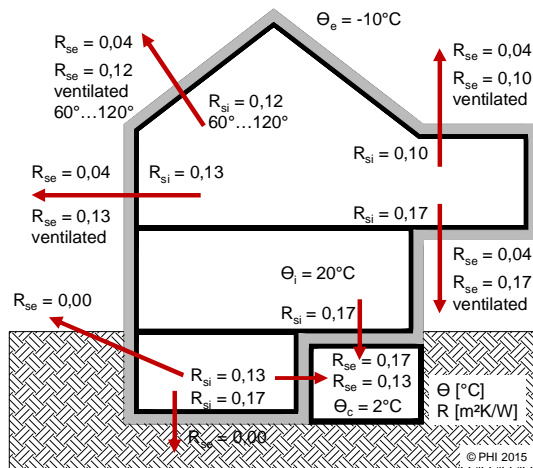 Θe = -10°C
Rse = 0,04
Rse = 0,12
ventilated
60°…120°
Rsi = 0,12
60°…120°
Rse = 0,04
Rse = 0,10
ventilated
Rsi = 0,10
Rse = 0,04
Rsi = 0,13
Rse = 0,13
ventilated
Rsi = 0,17
Rse = 0,04
Rse = 0,17
ventilated
Θi = 20°C
Rse = 0,00
Rsi = 0,17
Rse = 0,17
Rsi = 0,13
Rse = 0,13
Rsi = 0,17
Θc = 2°C
Rse = 0,00
Θ [°C]
R [m²K/W]
© PHI 2015